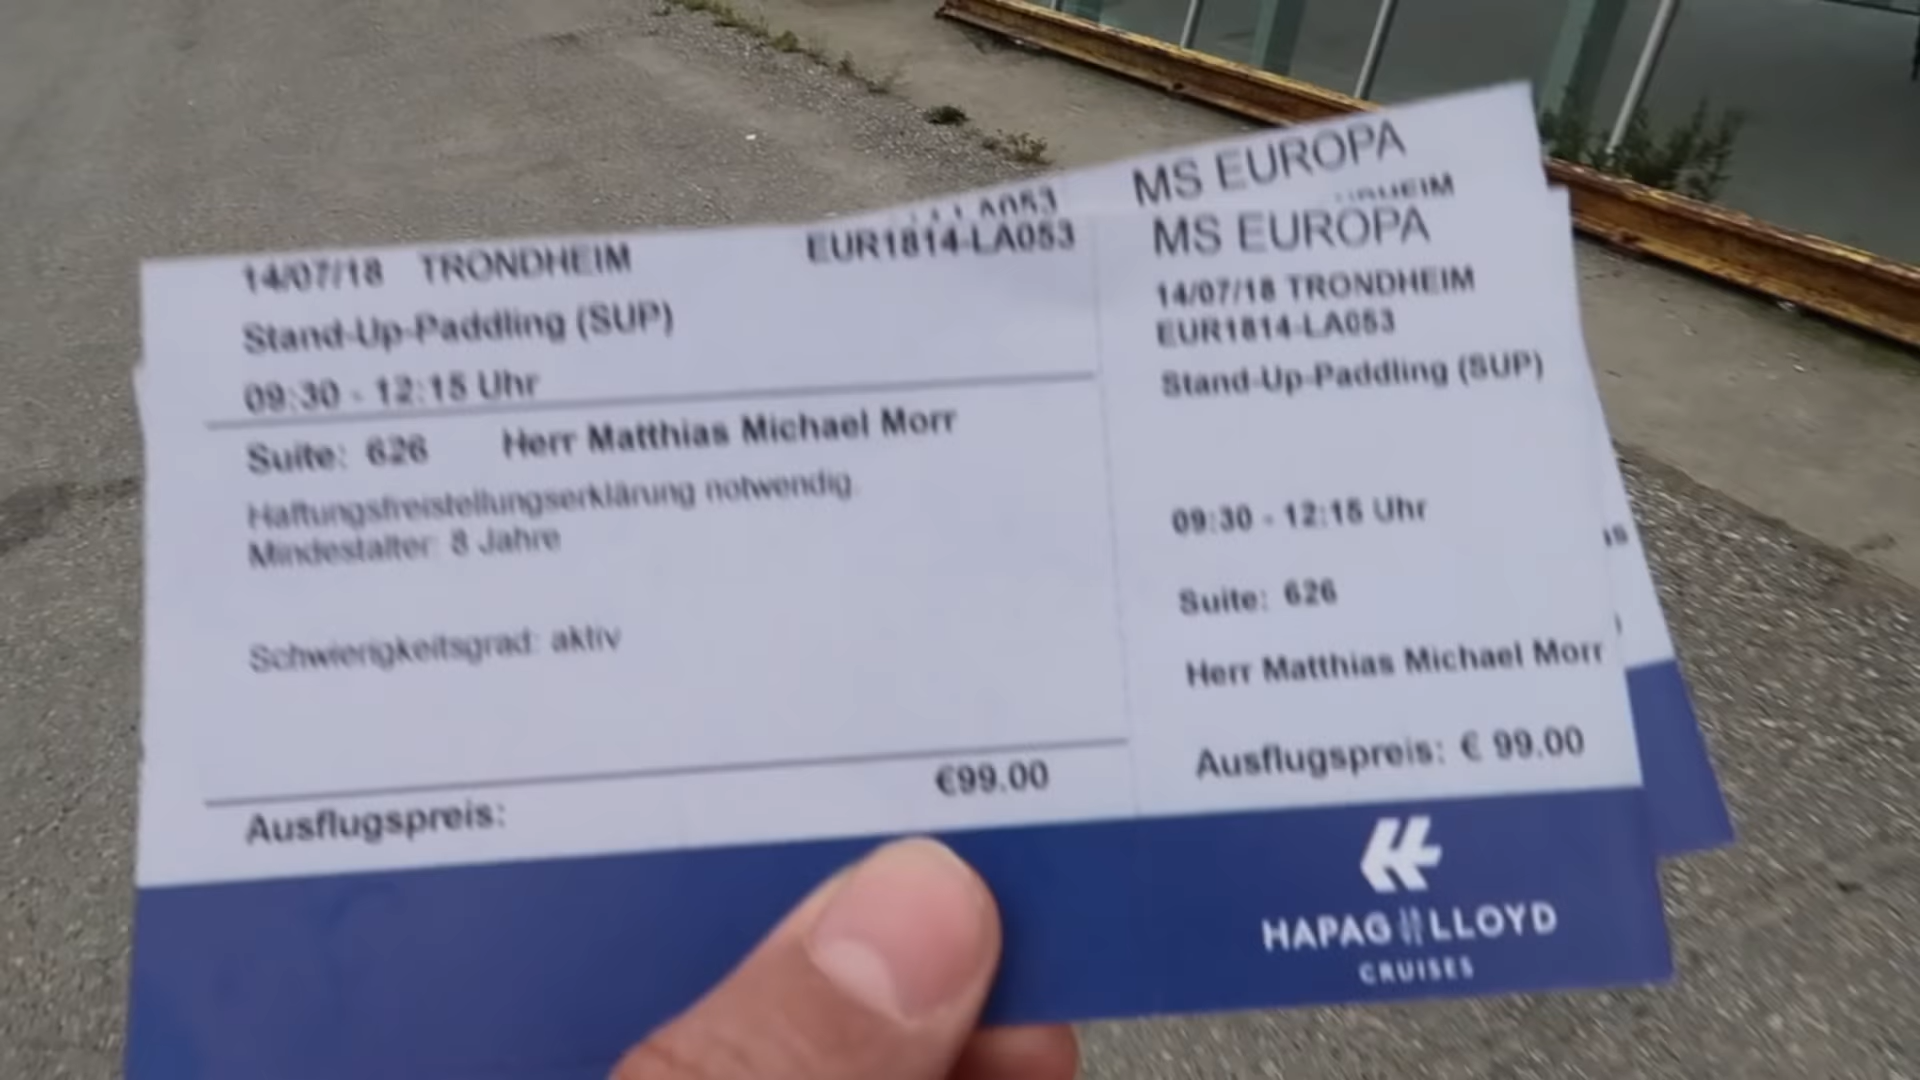 14/07/18 TRONDHEIM EUR1814-LA053
Stand-Up-Paddling (SUP)
09:30 - 12:15 Uhr
Suite: 626 Herr Matthias Michael Morr
Haftungsfreistellungserklärung notwendig.
Mindestalter: 8 Jahre
Schwierigkeitsgrad: aktiv
Ausflugspreis: €99.00
MS EUROPA
MS EUROPA
14/07/18 TRONDHEIM
EUR1814-LA053
Stand-Up-Paddling (SUP)
09:30 - 12:15 Uhr
Suite: 626
Herr Matthias Michael Morr
Ausflugspreis: € 99.00
HAPAG LLOYD
CRUISES